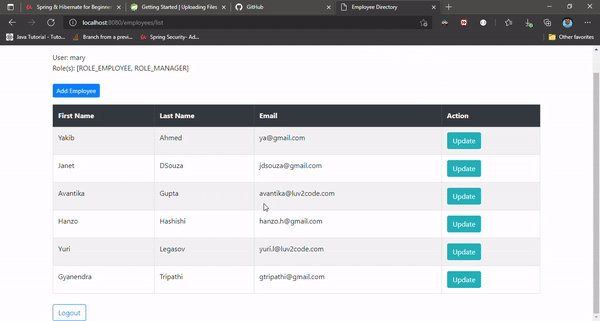 Spring & Hibernate for Beginner
Getting Started | Uploading Files
GitHub
Employee Directory
localhost:8080/employees/list
Java Tutorial - Tuto...
Branch from a previ...
Spring Security- Ad...
Other favorites
User: mary
Role(s): [ROLE_EMPLOYEE, ROLE_MANAGER]
Add Employee
First Name Last Name Email Action
Yakib Ahmed ya@gmail.com Update
Janet DSouza jdsouza@gmail.com Update
Avantika Gupta avantika@luv2code.com Update
Hanzo Hashishi hanzo.h@gmail.com Update
Yuri Legasov yuri.l@luv2code.com Update
Gyanendra Tripathi gtripathi@gmail.com Update
Logout